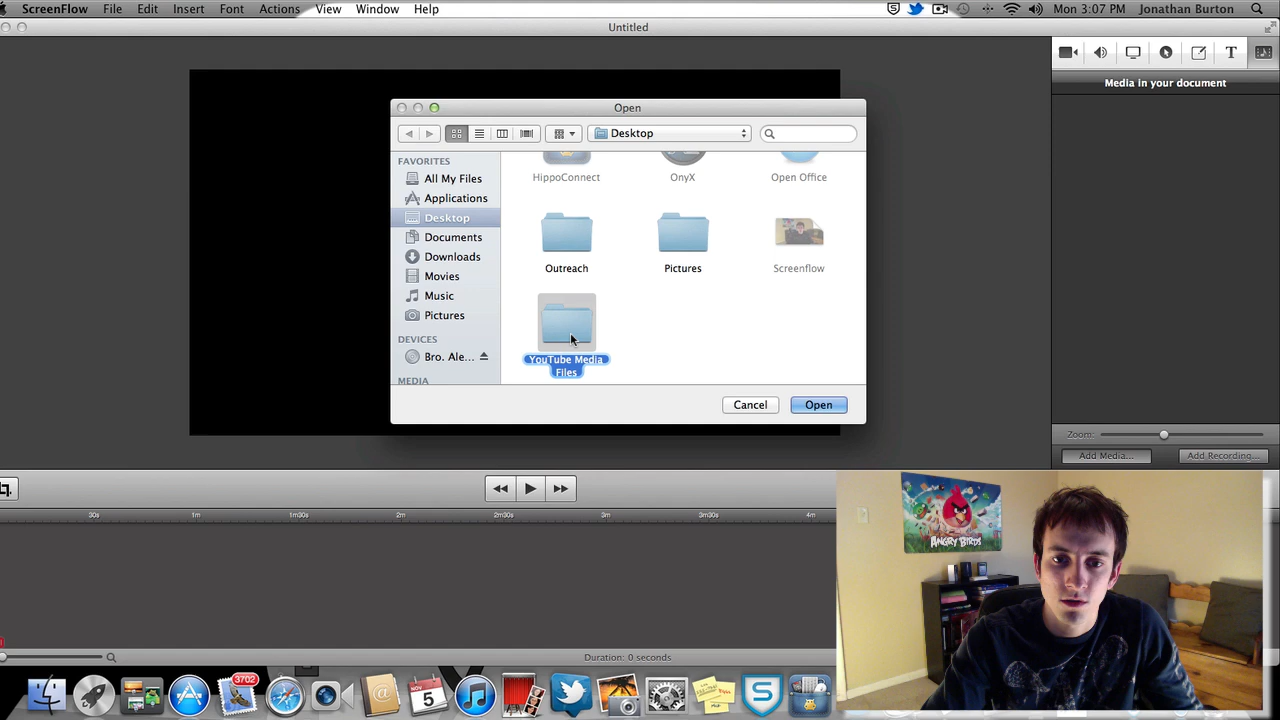 ScreenFlow File Edit Insert Font Actions View Window Help Mon 3:07 PM Jonathan Burton
Untitled
T
Media in your document
Open
Desktop
FAVORITES
All My Files
Applications
Desktop
Documents
Downloads
Movies
Music
Pictures
DEVICES
Bro. Ale...
MEDIA
HippoConnect OnyX Open Office
Outreach Pictures Screenflow
YouTube Media
Files
Cancel Open
Zoom:
Add Media... Add Recording...
30s 1m 1m30s 2m 2m30s 3m 3m30s 4m
ANGRY BIRDS
Duration: 0 seconds
3702
NOV
5
S